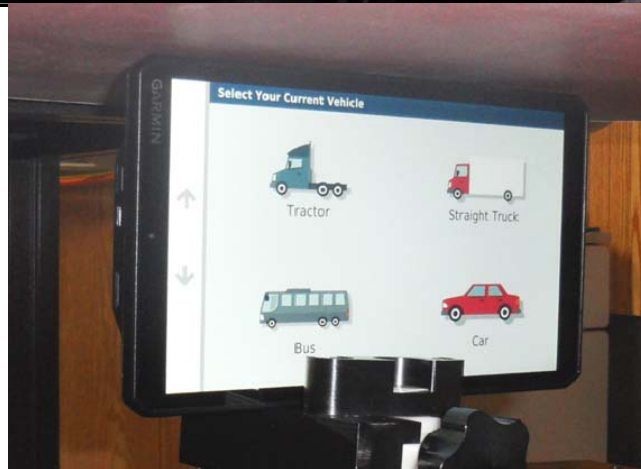 GARMIN
Select Your Current Vehicle
Tractor
Straight Truck
Bus
Car